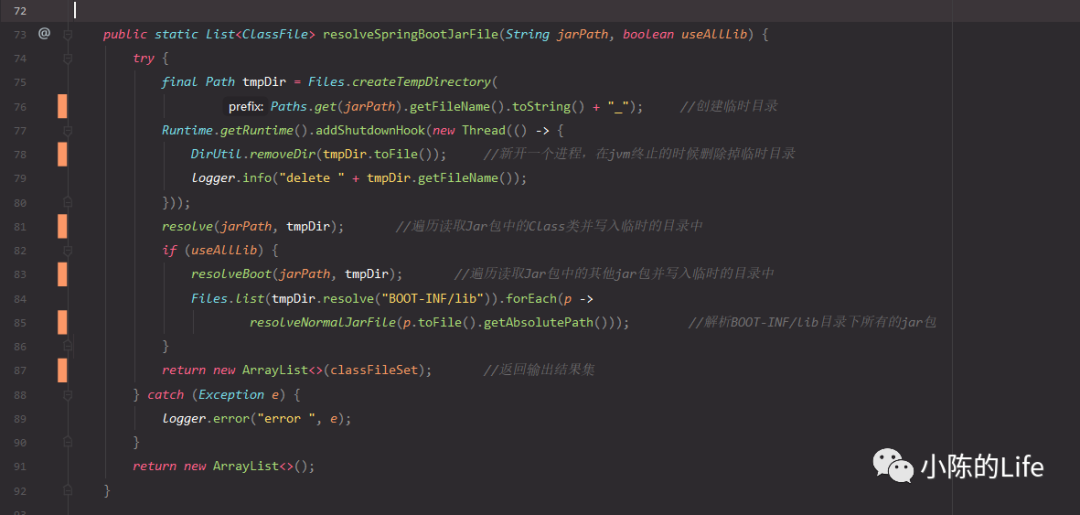 72
73 @ public static List<ClassFile> resolveSpringBootJarFile(String jarPath, boolean useAllLib) {
74 try {
75 final Path tmpDir = Files.createTempDirectory(
76 prefix: Paths.get(jarPath).getFileName().toString() + "_"); //创建临时目录
77 Runtime.getRuntime().addShutdownHook(new Thread(() -> {
78 DirUtil.removeDir(tmpDir.toFile()); //新开一个进程，在jvm终止的时候删除掉临时目录
79 logger.info("delete " + tmpDir.getFileName());
80 }));
81 resolve(jarPath, tmpDir); //遍历读取Jar包中的Class类并写入临时的目录中
82 if (useAllLib) {
83 resolveBoot(jarPath, tmpDir); //遍历读取Jar包中的其他jar包并写入临时的目录中
84 Files.list(tmpDir.resolve("BOOT-INF/lib")).forEach(p ->
85 resolveNormalJarFile(p.toFile().getAbsolutePath())); //解析BOOT-INF/lib目录下所有的jar包
86 }
87 return new ArrayList<>(classFileSet); //返回输出结果集
88 } catch (Exception e) {
89 logger.error("error ", e);
90 }
91 return new ArrayList<>();
92 }
小陈的Life